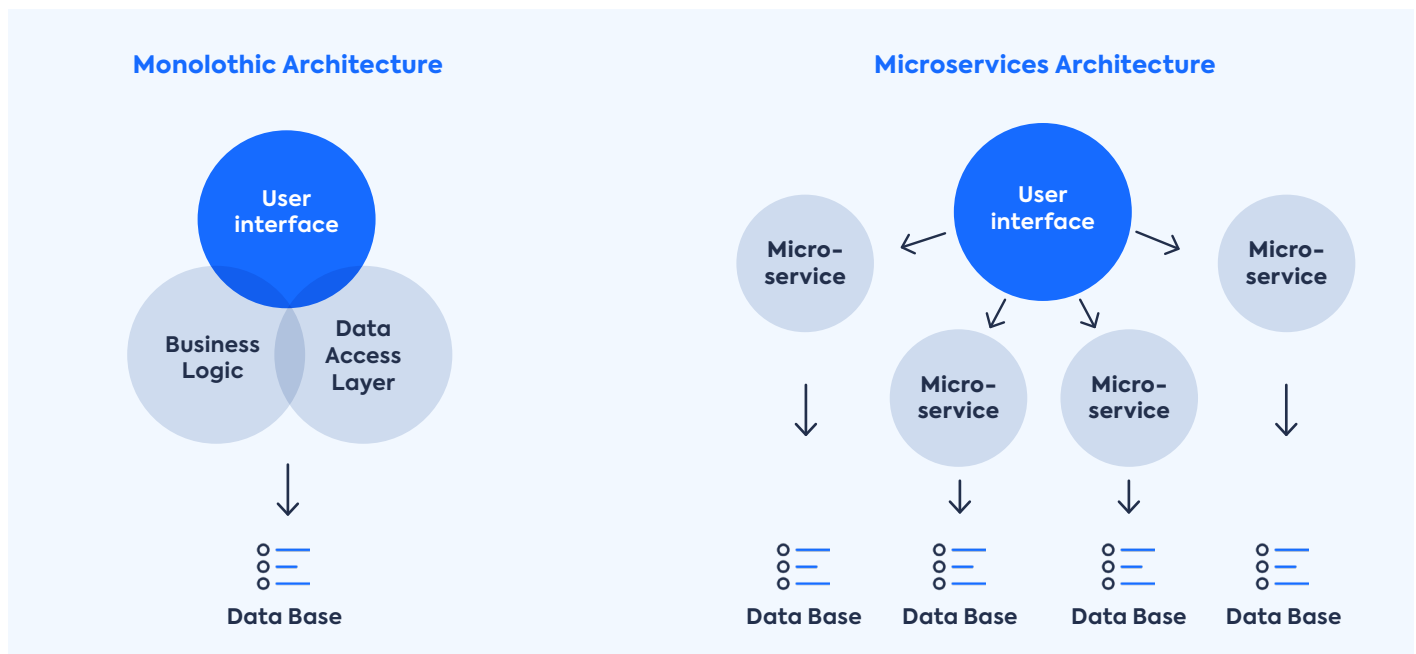 Monolothic Architecture
User
interface
Business
Logic
Data
Access
Layer
Data Base
Microservices Architecture
User
interface
Micro-
service
Micro-
service
Micro-
service
Micro-
service
Data Base
Data Base
Data Base
Data Base